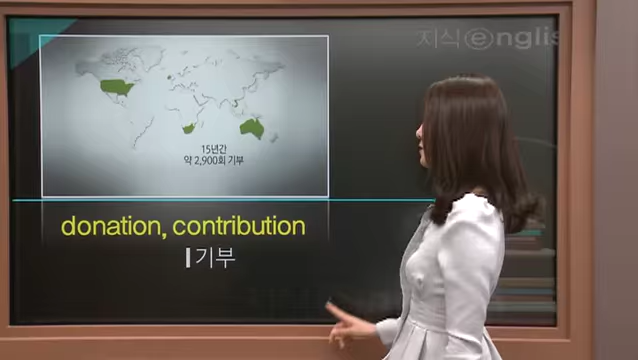 지식ⓔnglis
15년간
약 2,900회 기부
donation, contribution
기부